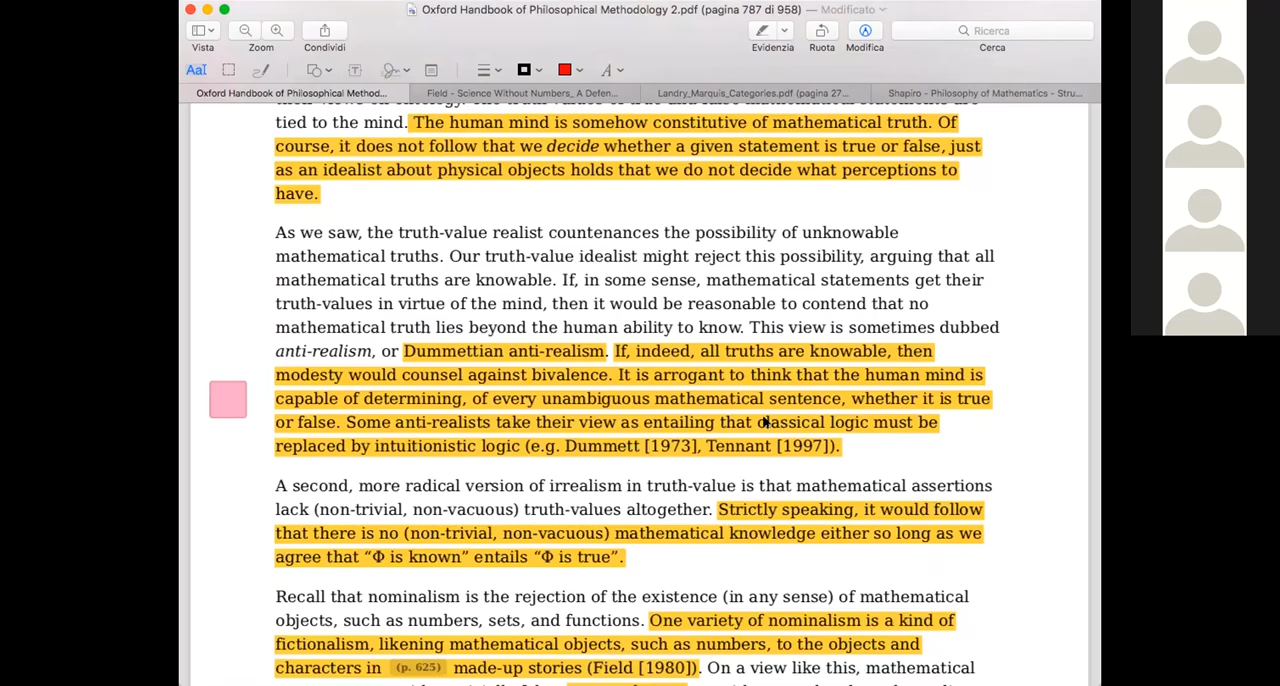 Oxford Handbook of Philosophical Methodology 2.pdf (pagina 787 di 958) — Modificato
Vista
Zoom
Condividi
Evidenzia
Ruota
Modifica
Ricerca
Cerca
Oxford Handbook of Philosophical Method...
Field - Science Without Numbers_ A Defen...
Landry_Marquis_Categories.pdf (pagina 27...
Shapiro - Philosophy of Mathematics - Stru...
tied to the mind. The human mind is somehow constitutive of mathematical truth. Of
course, it does not follow that we decide whether a given statement is true or false, just
as an idealist about physical objects holds that we do not decide what perceptions to
have.
As we saw, the truth-value realist countenances the possibility of unknowable
mathematical truths. Our truth-value idealist might reject this possibility, arguing that all
mathematical truths are knowable. If, in some sense, mathematical statements get their
truth-values in virtue of the mind, then it would be reasonable to contend that no
mathematical truth lies beyond the human ability to know. This view is sometimes dubbed
anti-realism, or Dummettian anti-realism. If, indeed, all truths are knowable, then
modesty would counsel against bivalence. It is arrogant to think that the human mind is
capable of determining, of every unambiguous mathematical sentence, whether it is true
or false. Some anti-realists take their view as entailing that classical logic must be
replaced by intuitionistic logic (e.g. Dummett [1973], Tennant [1997]).
A second, more radical version of irrealism in truth-value is that mathematical assertions
lack (non-trivial, non-vacuous) truth-values altogether. Strictly speaking, it would follow
that there is no (non-trivial, non-vacuous) mathematical knowledge either so long as we
agree that “Φ is known” entails “Φ is true”.
Recall that nominalism is the rejection of the existence (in any sense) of mathematical
objects, such as numbers, sets, and functions. One variety of nominalism is a kind of
fictionalism, likening mathematical objects, such as numbers, to the objects and
characters in (p. 625) made-up stories (Field [1980]). On a view like this, mathematical